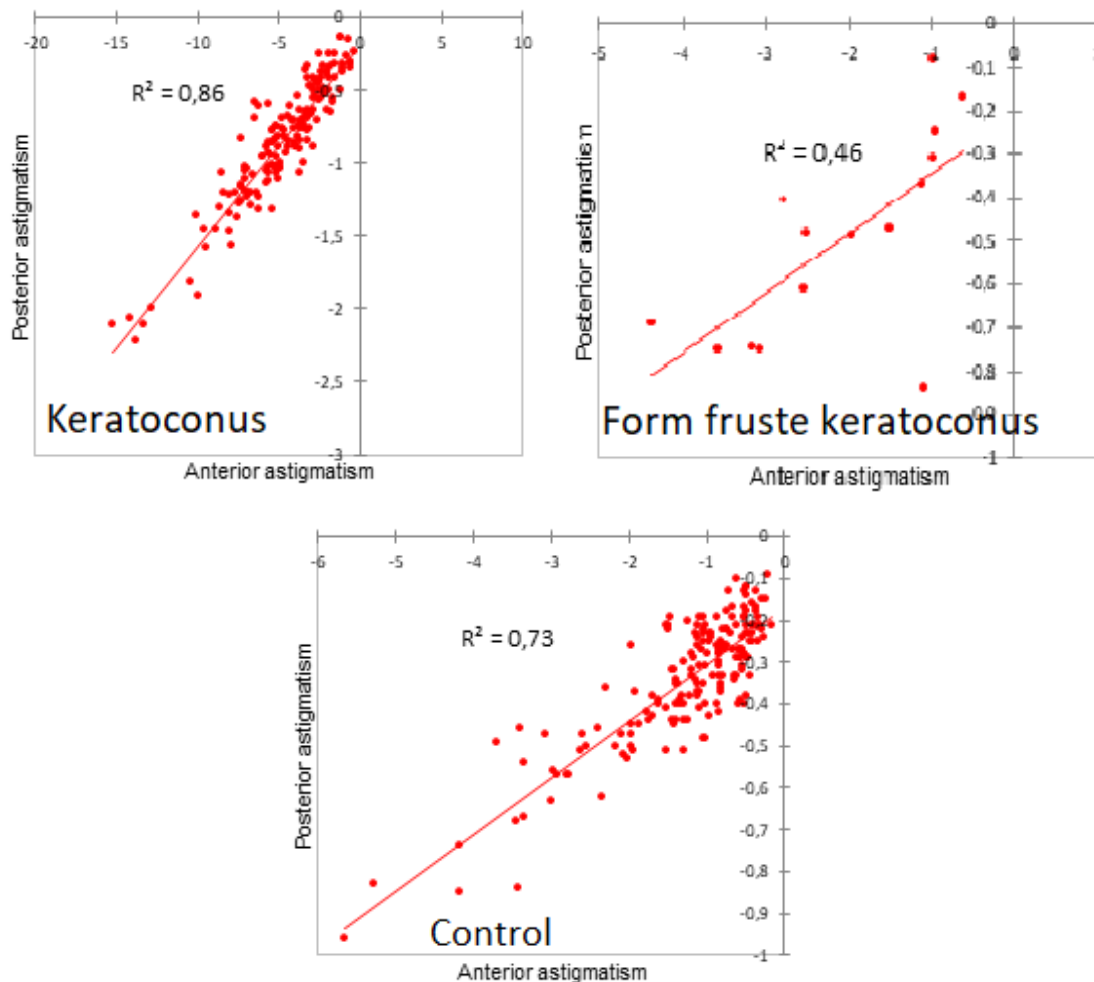 0
-20 -15 -10 -5 0 5 10
R² = 0,86
-0,5
-1
-1,5
-2
-2,5
-3
Posterior astigmatism
Keratoconus
Anterior astigmatism
0
-5 -4 -3 -2 -1 0
-0,1
-0,2
R² = 0,46
-0,3
-0,4
-0,5
-0,6
-0,7
-0,8
-0,9
-1
Posterior astigmatism
Form fruste keratoconus
Anterior astigmatism
0
-6 -5 -4 -3 -2 -1 0
-0,1
-0,2
R² = 0,73
-0,3
-0,4
-0,5
-0,6
-0,7
-0,8
-0,9
-1
Posterior astigmatism
Control
Anterior astigmatism